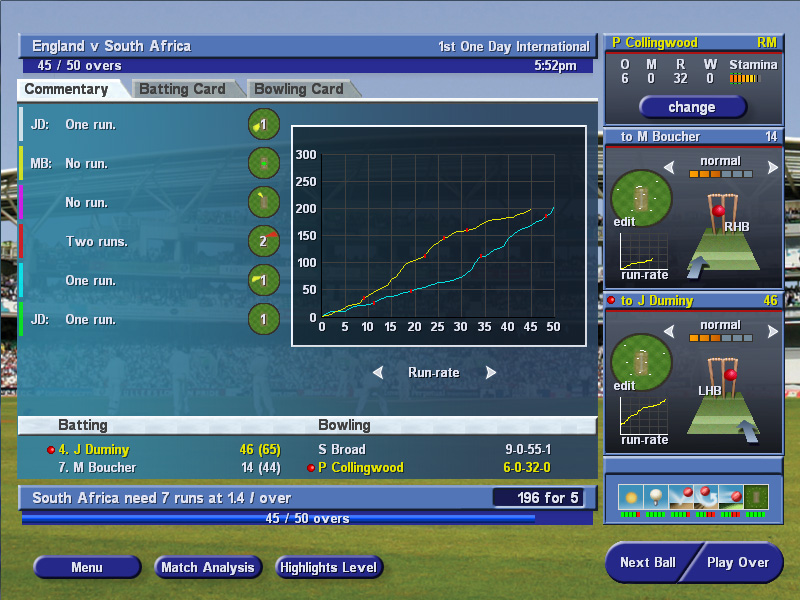 England v South Africa
1st One Day International
45 / 50 overs
5:52pm
Commentary
Batting Card
Bowling Card
JD: One run.
1
MB: No run.
No run.
Two runs.
2
One run.
1
JD: One run.
1
300
250
200
150
100
50
0
0 5 10 15 20 25 30 35 40 45 50
Run-rate
Batting
Bowling
4. J Duminy 46 (65)
S Broad 9-0-55-1
7. M Boucher 14 (44)
P Collingwood 6-0-32-0
South Africa need 7 runs at 1.4 / over
196 for 5
45 / 50 overs
Menu
Match Analysis
Highlights Level
P Collingwood RM
O M R W Stamina
6 0 32 0
change
to M Boucher 14
normal
edit
RHB
run-rate
to J Duminy 46
normal
edit
LHB
run-rate
Next Ball
Play Over